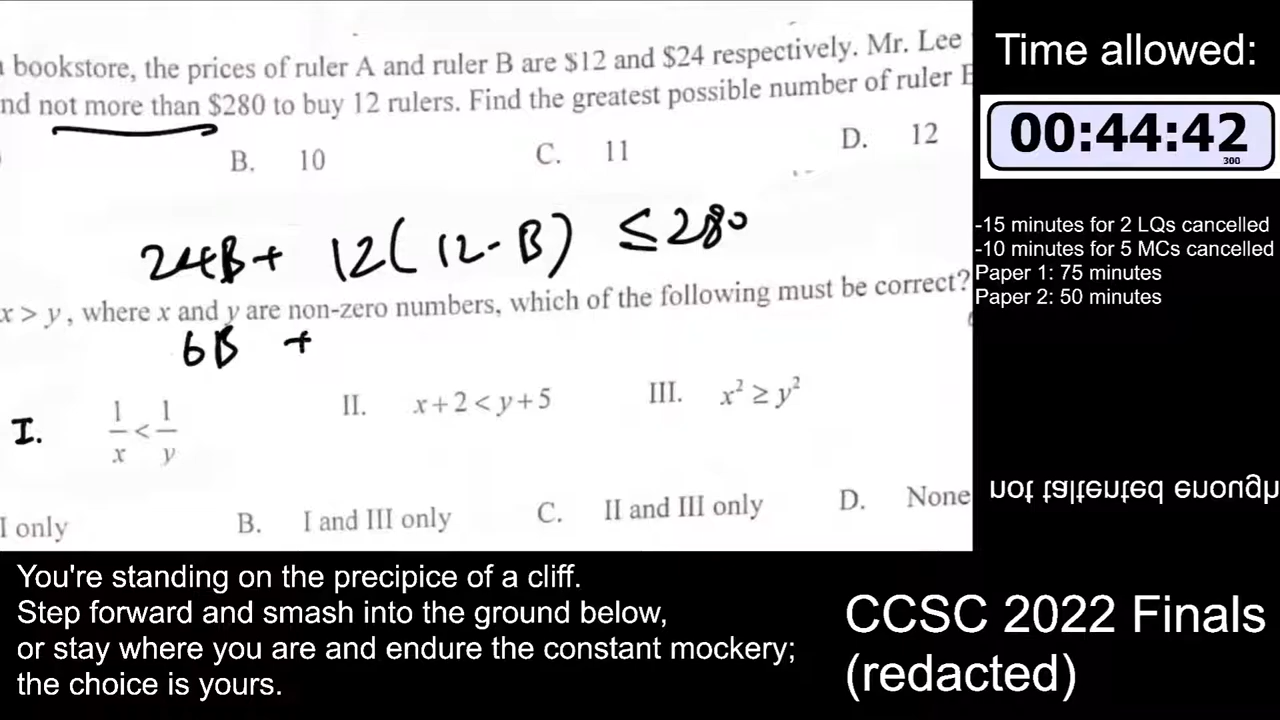 bookstore, the prices of ruler A and ruler B are $12 and $24 respectively. Mr. Lee
nd not more than $280 to buy 12 rulers. Find the greatest possible number of ruler
B. 10 C. 11 D. 12
24B + 12(12-B) ≤ 280
x > y, where x and y are non-zero numbers, which of the following must be correct?
6B +
I. 1/x < 1/y II. x + 2 < y + 5 III. x² ≥ y²
I only B. I and III only C. II and III only D. None
Time allowed:
00:44:42
300
-15 minutes for 2 LQs cancelled
-10 minutes for 5 MCs cancelled
Paper 1: 75 minutes
Paper 2: 50 minutes
not taltented enough
You're standing on the precipice of a cliff.
Step forward and smash into the ground below,
or stay where you are and endure the constant mockery;
the choice is yours.
CCSC 2022 Finals
(redacted)